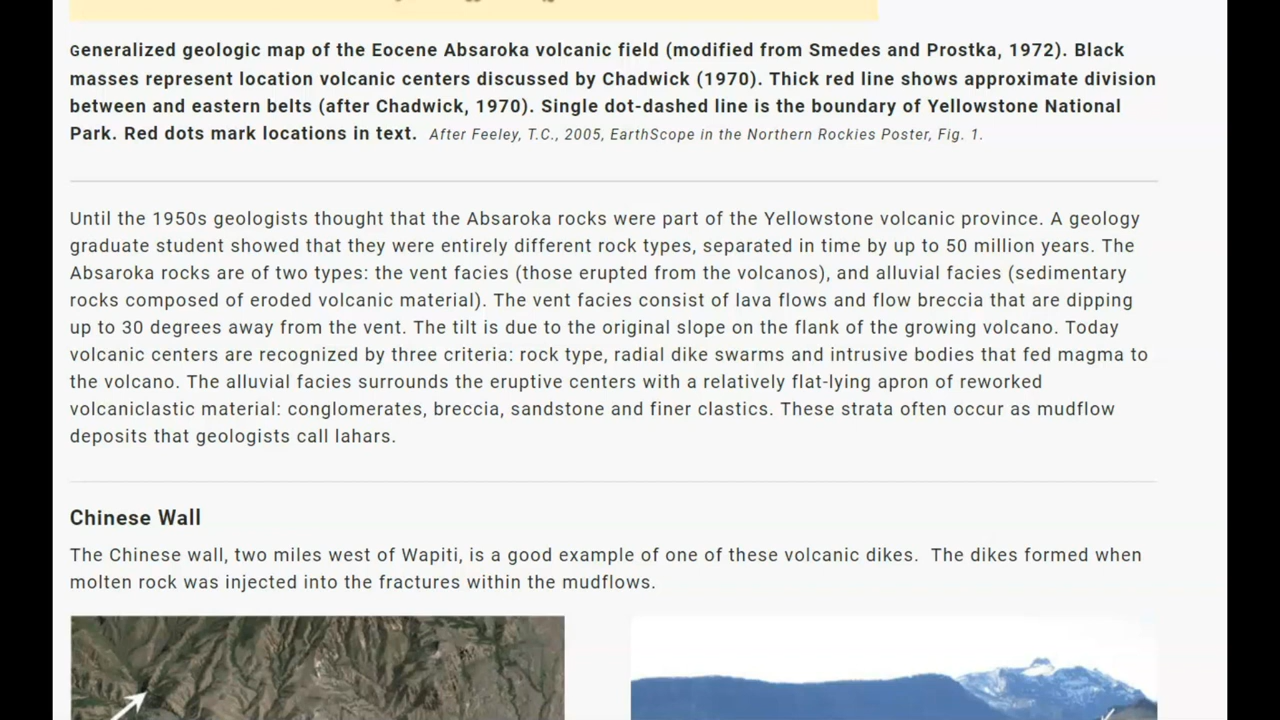 Generalized geologic map of the Eocene Absaroka volcanic field (modified from Smedes and Prostka, 1972). Black
masses represent location volcanic centers discussed by Chadwick (1970). Thick red line shows approximate division
between and eastern belts (after Chadwick, 1970). Single dot-dashed line is the boundary of Yellowstone National
Park. Red dots mark locations in text. After Feeley, T.C., 2005, EarthScope in the Northern Rockies Poster, Fig. 1.
Until the 1950s geologists thought that the Absaroka rocks were part of the Yellowstone volcanic province. A geology
graduate student showed that they were entirely different rock types, separated in time by up to 50 million years. The
Absaroka rocks are of two types: the vent facies (those erupted from the volcanos), and alluvial facies (sedimentary
rocks composed of eroded volcanic material). The vent facies consist of lava flows and flow breccia that are dipping
up to 30 degrees away from the vent. The tilt is due to the original slope on the flank of the growing volcano. Today
volcanic centers are recognized by three criteria: rock type, radial dike swarms and intrusive bodies that fed magma to
the volcano. The alluvial facies surrounds the eruptive centers with a relatively flat-lying apron of reworked
volcaniclastic material: conglomerates, breccia, sandstone and finer clastics. These strata often occur as mudflow
deposits that geologists call lahars.
Chinese Wall
The Chinese wall, two miles west of Wapiti, is a good example of one of these volcanic dikes. The dikes formed when
molten rock was injected into the fractures within the mudflows.